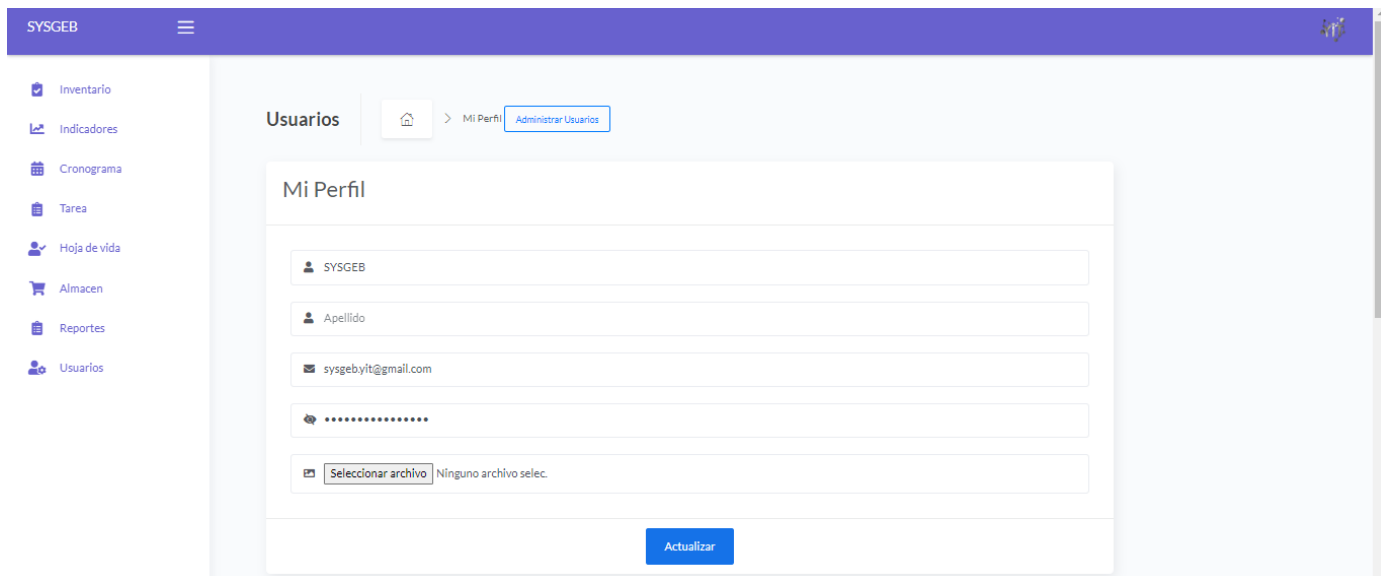 SYSGEB
Inventario
Indicadores
Cronograma
Tarea
Hoja de vida
Almacen
Reportes
Usuarios
Usuarios > Mi Perfil Administrar Usuarios
Mi Perfil
SYSGEB
Apellido
sysgeb.yit@gmail.com
••••••••••••••••
Seleccionar archivo Ninguno archivo selec.
Actualizar